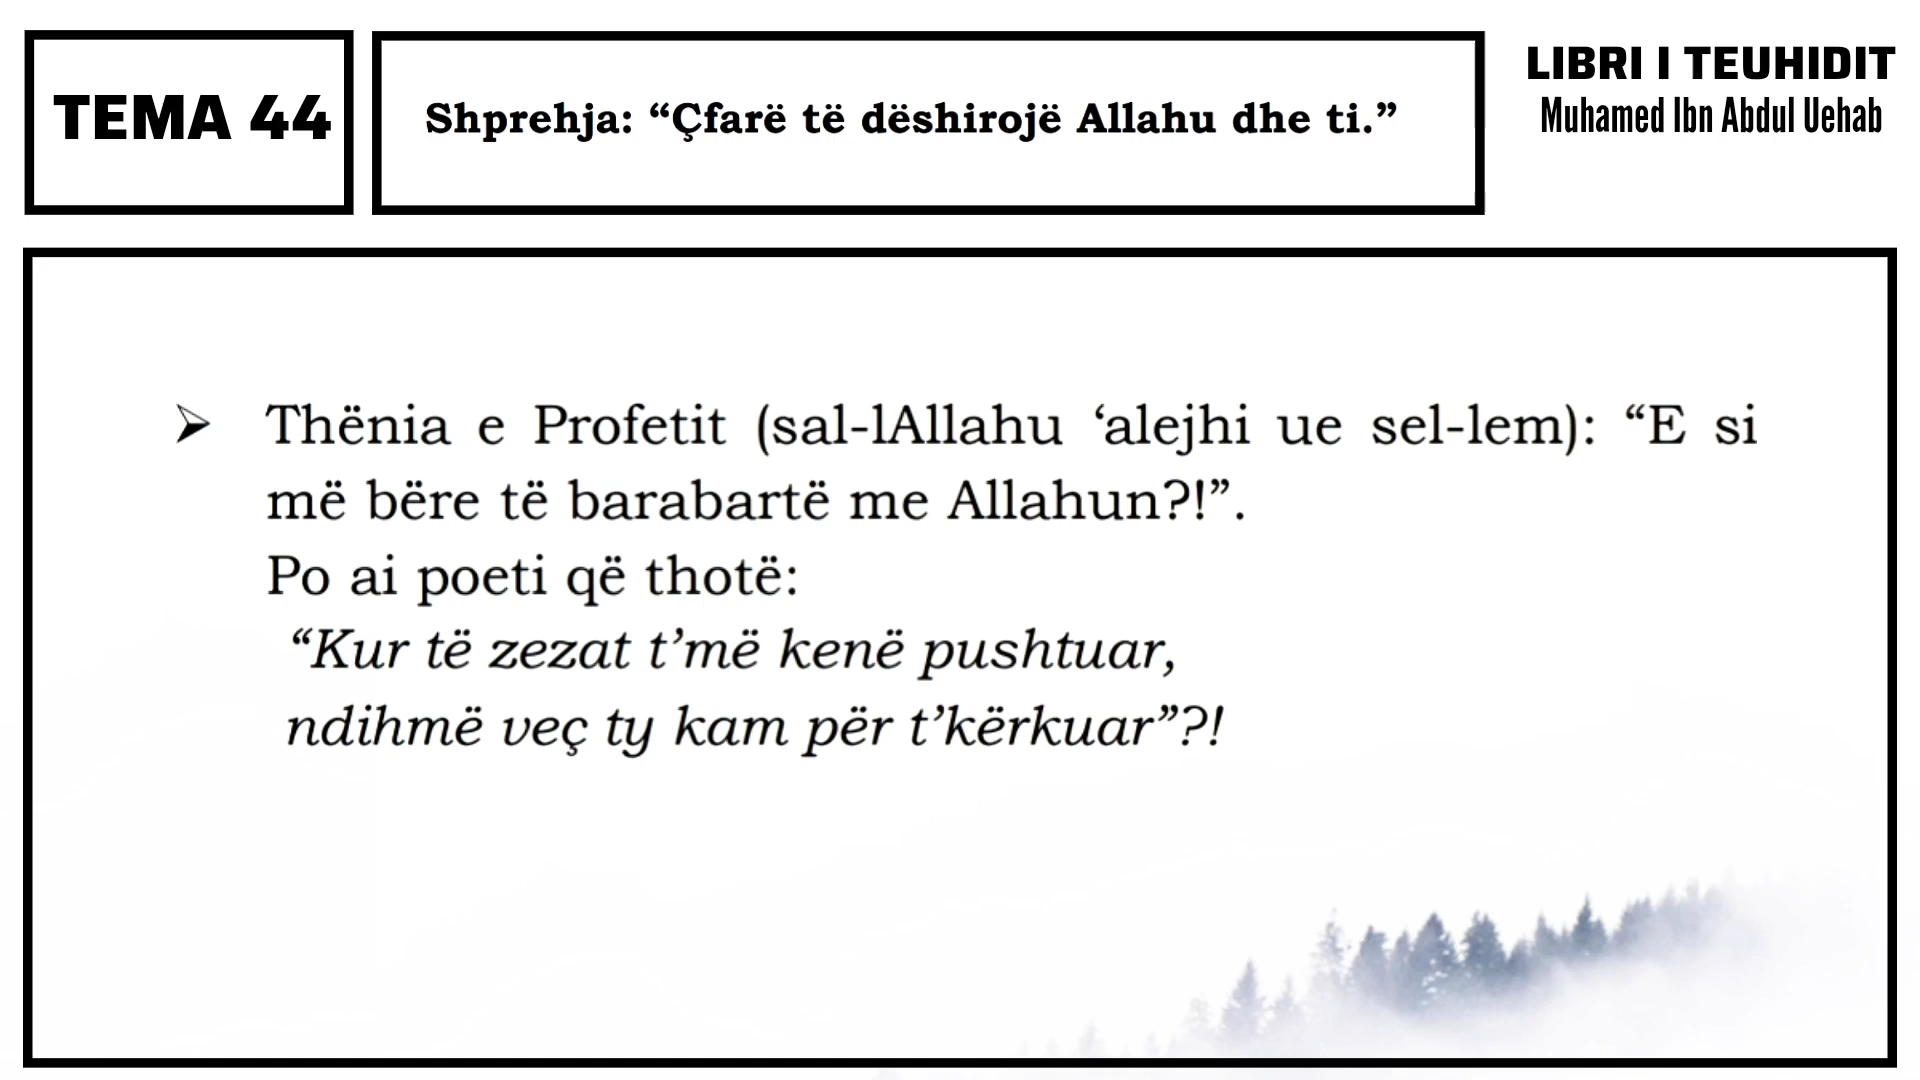 TEMA 44
Shprehja: “Çfarë të dëshirojë Allahu dhe ti.”
LIBRI I TEUHIDIT
Muhamed Ibn Abdul Uehab
Thënia e Profetit (sal-lAllahu ‘alejhi ue sel-lem): “E si
më bëre të barabartë me Allahun?!”.
Po ai poeti që thotë:
“Kur të zezat t’më kenë pushtuar,
ndihmë veç ty kam për t’kërkuar”?!